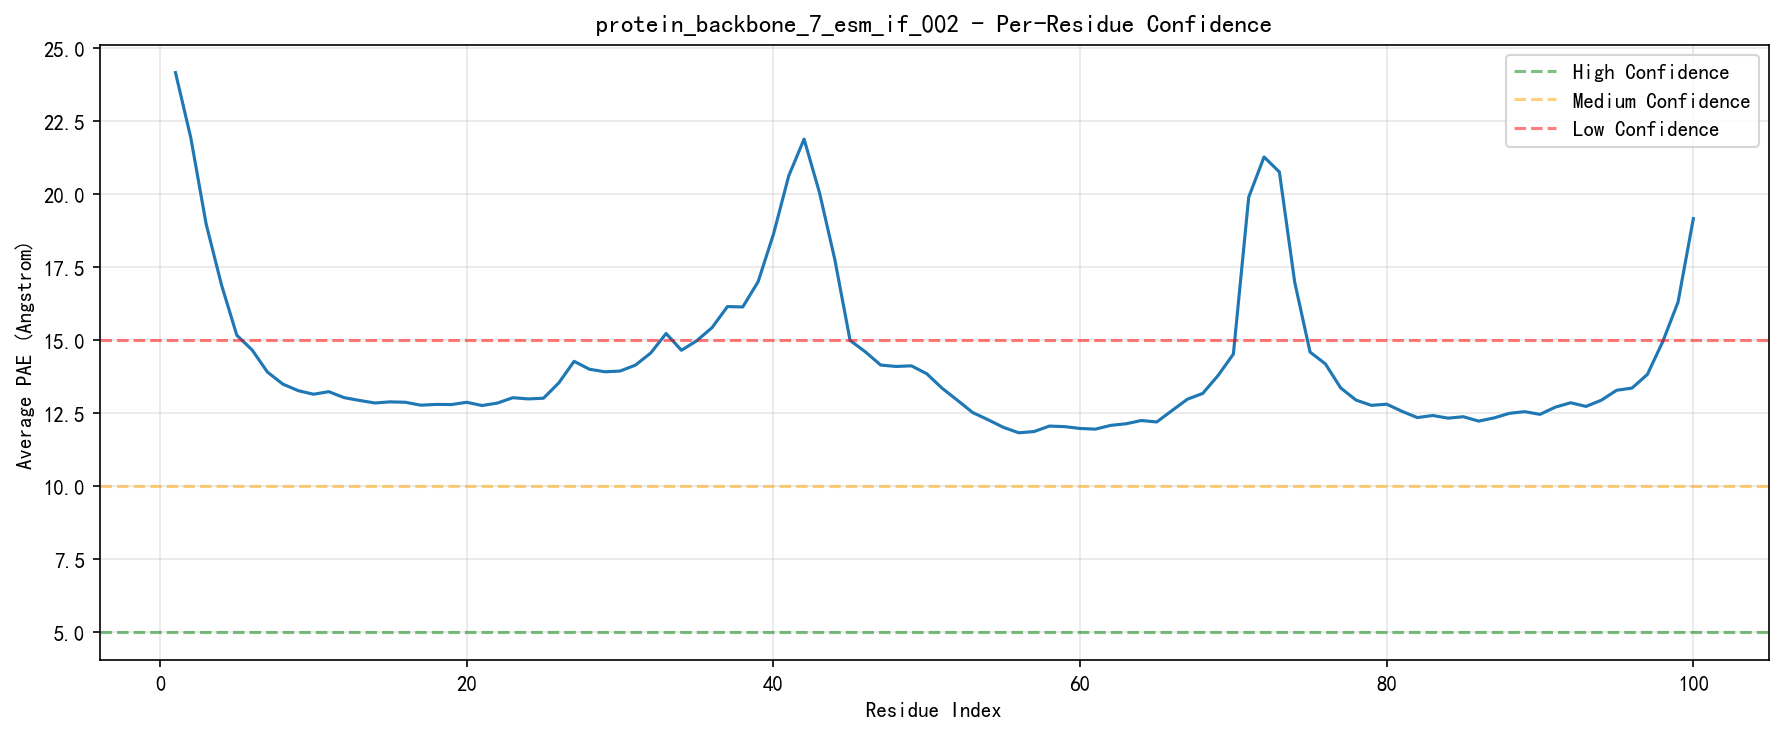 protein_backbone_7_esm_if_002 - Per-Residue Confidence
25.0
22.5
20.0
17.5
15.0
12.5
10.0
7.5
5.0
Average PAE (Angstrom)
High Confidence
Medium Confidence
Low Confidence
0 20 40 60 80 100
Residue Index